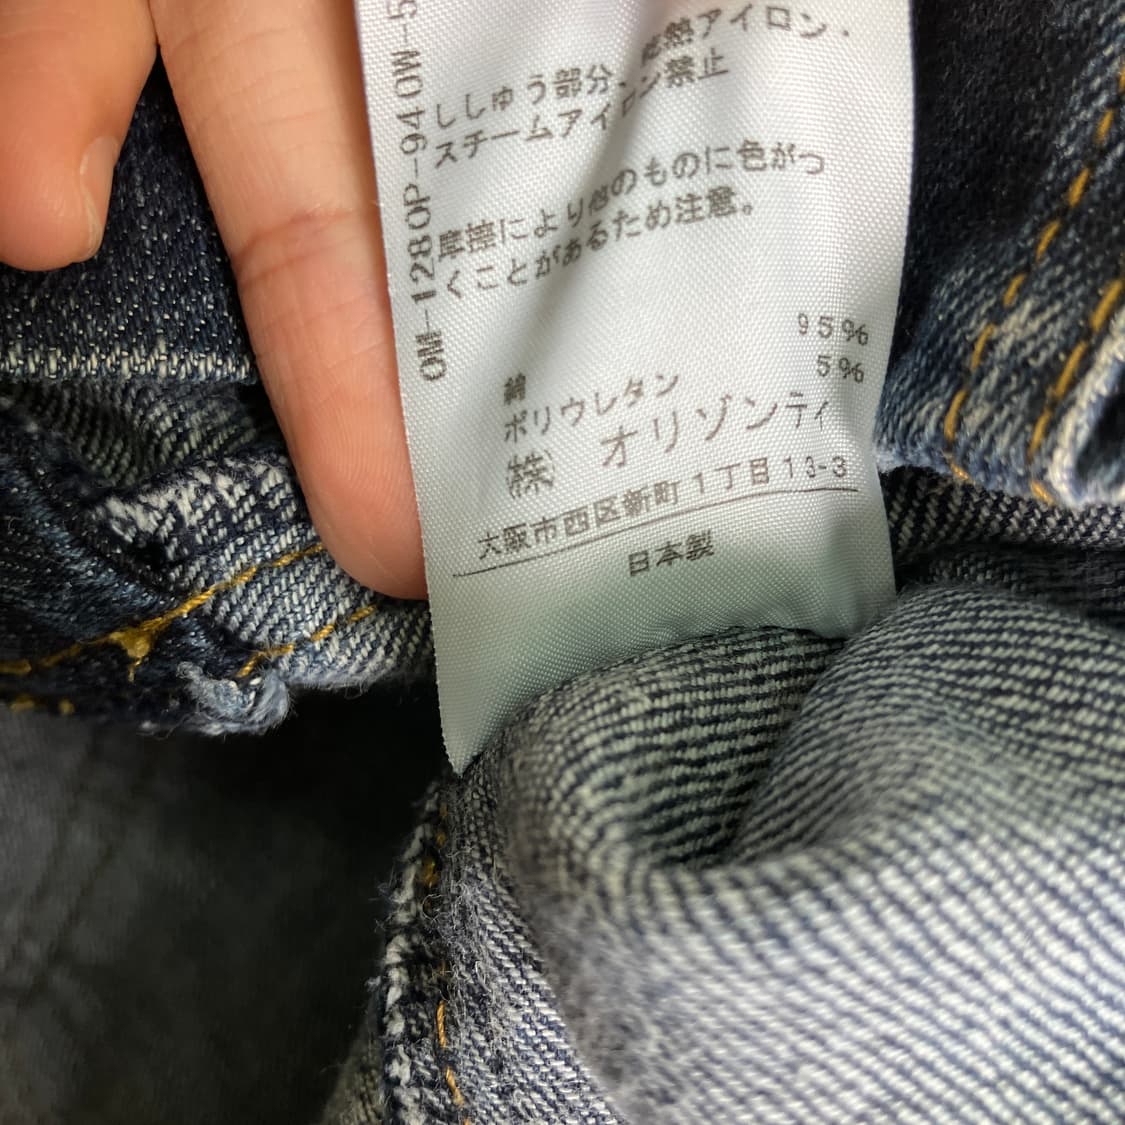 熱アイロン、
ししゅう部分、
スチームアイロン禁止
摩擦により他のものに色がつ
くことがあるため注意。
綿 95%
ポリウレタン 5%
㈱ オリゾンティ
大阪市西区新町1丁目13-3
日本製
OM-1280P-940W-5